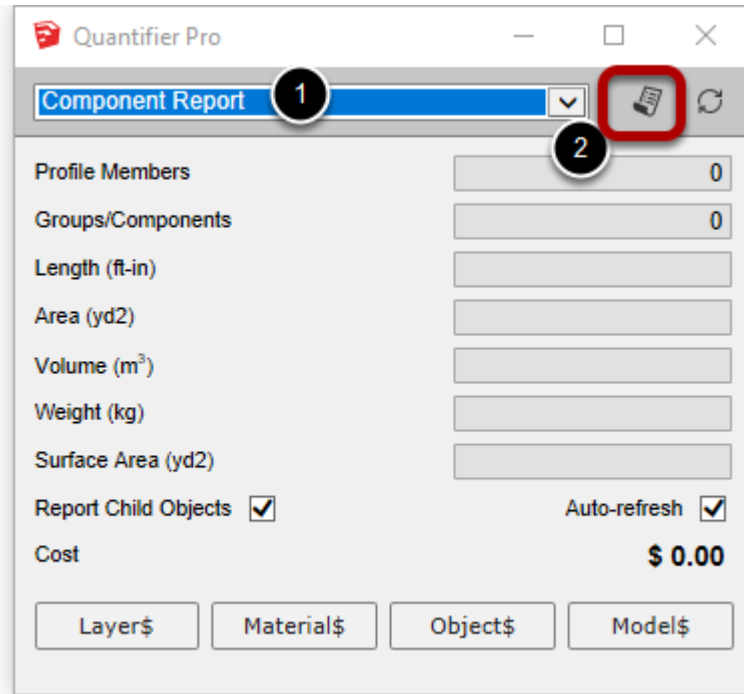 Quantifier Pro
Component Report 1
2
Profile Members 0
Groups/Components 0
Length (ft-in)
Area (yd2)
Volume (m³)
Weight (kg)
Surface Area (yd2)
Report Child Objects Auto-refresh
Cost $ 0.00
Layer$ Material$ Object$ Model$